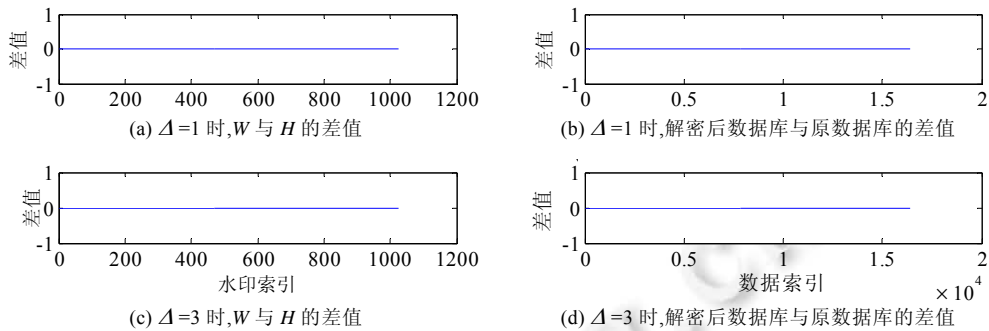 1
0
-1
差值
0 200 400 600 800 1000 1200
(a) Δ=1 时,W 与 H 的差值
1
0
-1
差值
0 0.5 1 1.5 2
(b) Δ=1 时,解密后数据库与原数据库的差值
1
0
-1
差值
0 200 400 600 800 1000 1200
水印索引
(c) Δ=3 时,W 与 H 的差值
1
0
-1
差值
0 0.5 1 1.5 2
数据索引
×10⁴
(d) Δ=3 时,解密后数据库与原数据库的差值